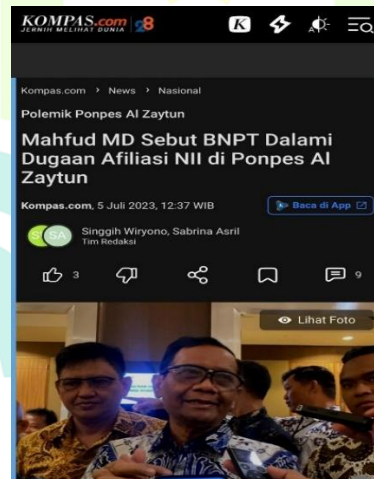 KOMPAS.com 28
JERNIH MELIHAT DUNIA
K
Kompas.com > News > Nasional
Polemik Ponpes Al Zaytun
Mahfud MD Sebut BNPT Dalami
Dugaan Afiliasi NII di Ponpes Al
Zaytun
Kompas.com, 5 Juli 2023, 12:37 WIB
Baca di App
SA
Singgih Wiryono, Sabrina Asril
Tim Redaksi
3
9
Lihat Foto